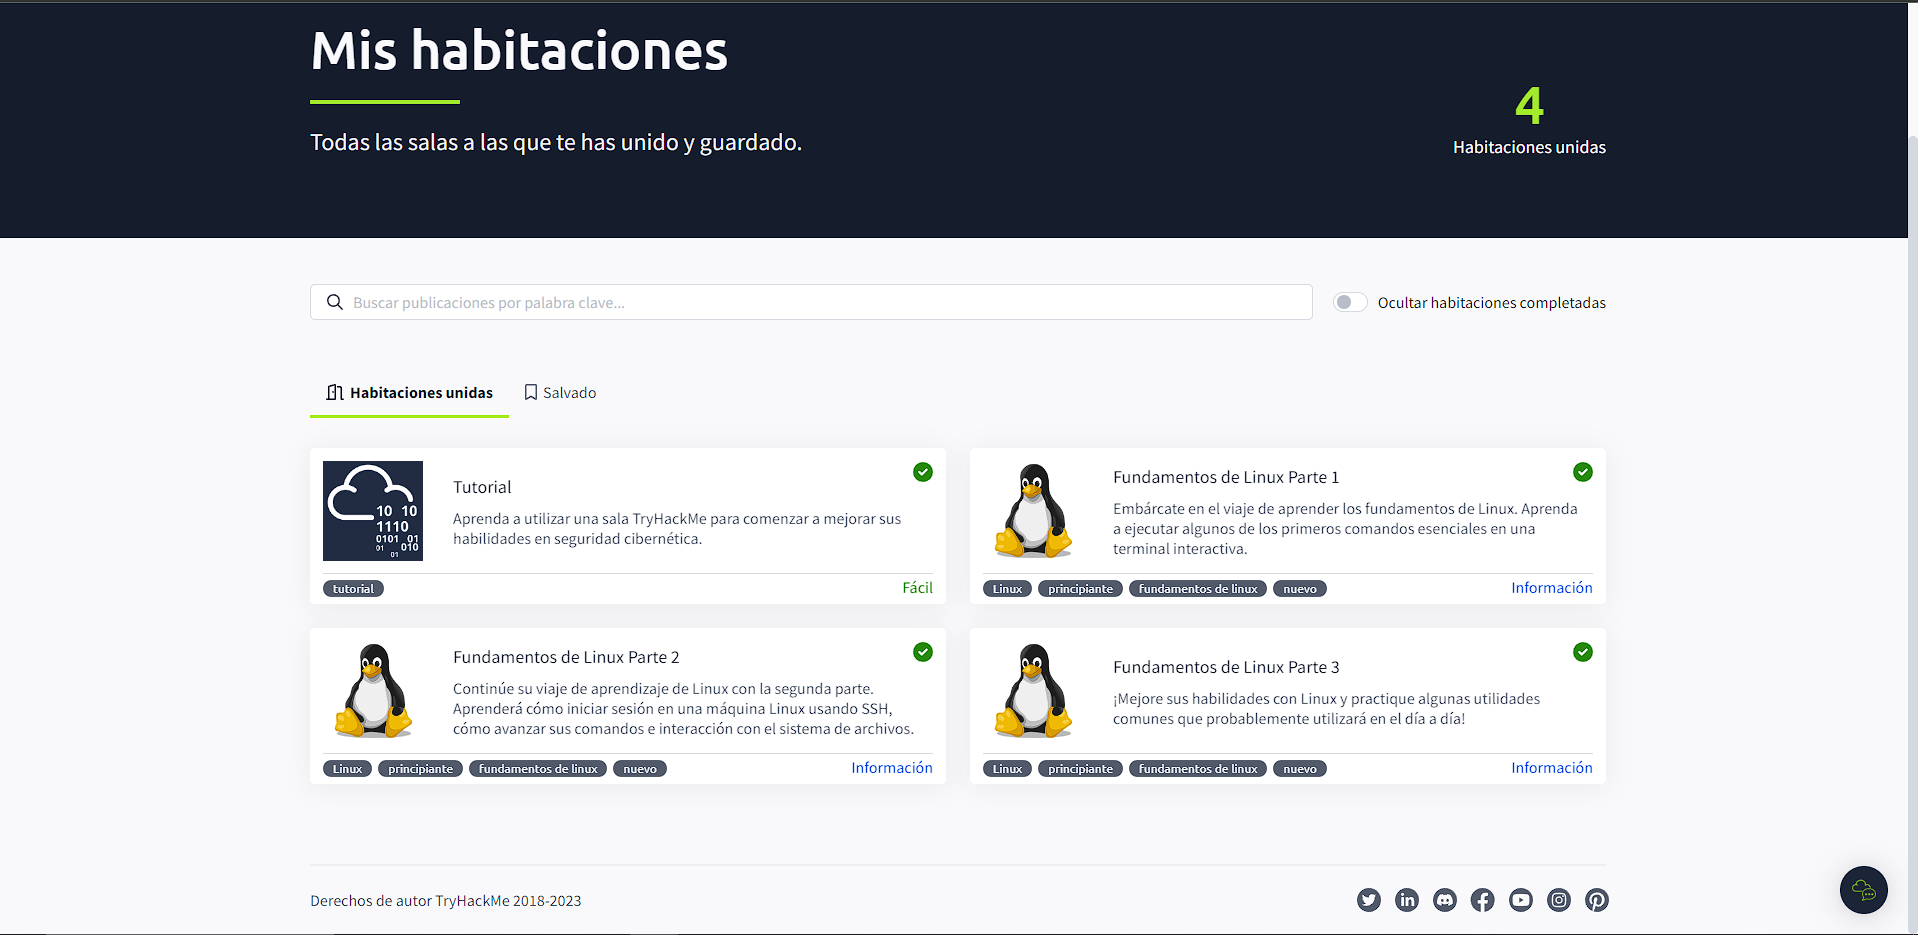 Mis habitaciones
Todas las salas a las que te has unido y guardado.
4
Habitaciones unidas
Buscar publicaciones por palabra clave...
Ocultar habitaciones completadas
Habitaciones unidas
Salvado
10 10
1110
0101 01
01 010
01
Tutorial
Aprenda a utilizar una sala TryHackMe para comenzar a mejorar sus
habilidades en seguridad cibernética.
tutorial
Fácil
Fundamentos de Linux Parte 1
Embárcate en el viaje de aprender los fundamentos de Linux. Aprenda
a ejecutar algunos de los primeros comandos esenciales en una
terminal interactiva.
Linux principiante fundamentos de linux nuevo
Información
Fundamentos de Linux Parte 2
Continúe su viaje de aprendizaje de Linux con la segunda parte.
Aprenderá cómo iniciar sesión en una máquina Linux usando SSH,
cómo avanzar sus comandos e interacción con el sistema de archivos.
Linux principiante fundamentos de linux nuevo
Información
Fundamentos de Linux Parte 3
¡Mejore sus habilidades con Linux y practique algunas utilidades
comunes que probablemente utilizará en el día a día!
Linux principiante fundamentos de linux nuevo
Información
Derechos de autor TryHackMe 2018-2023